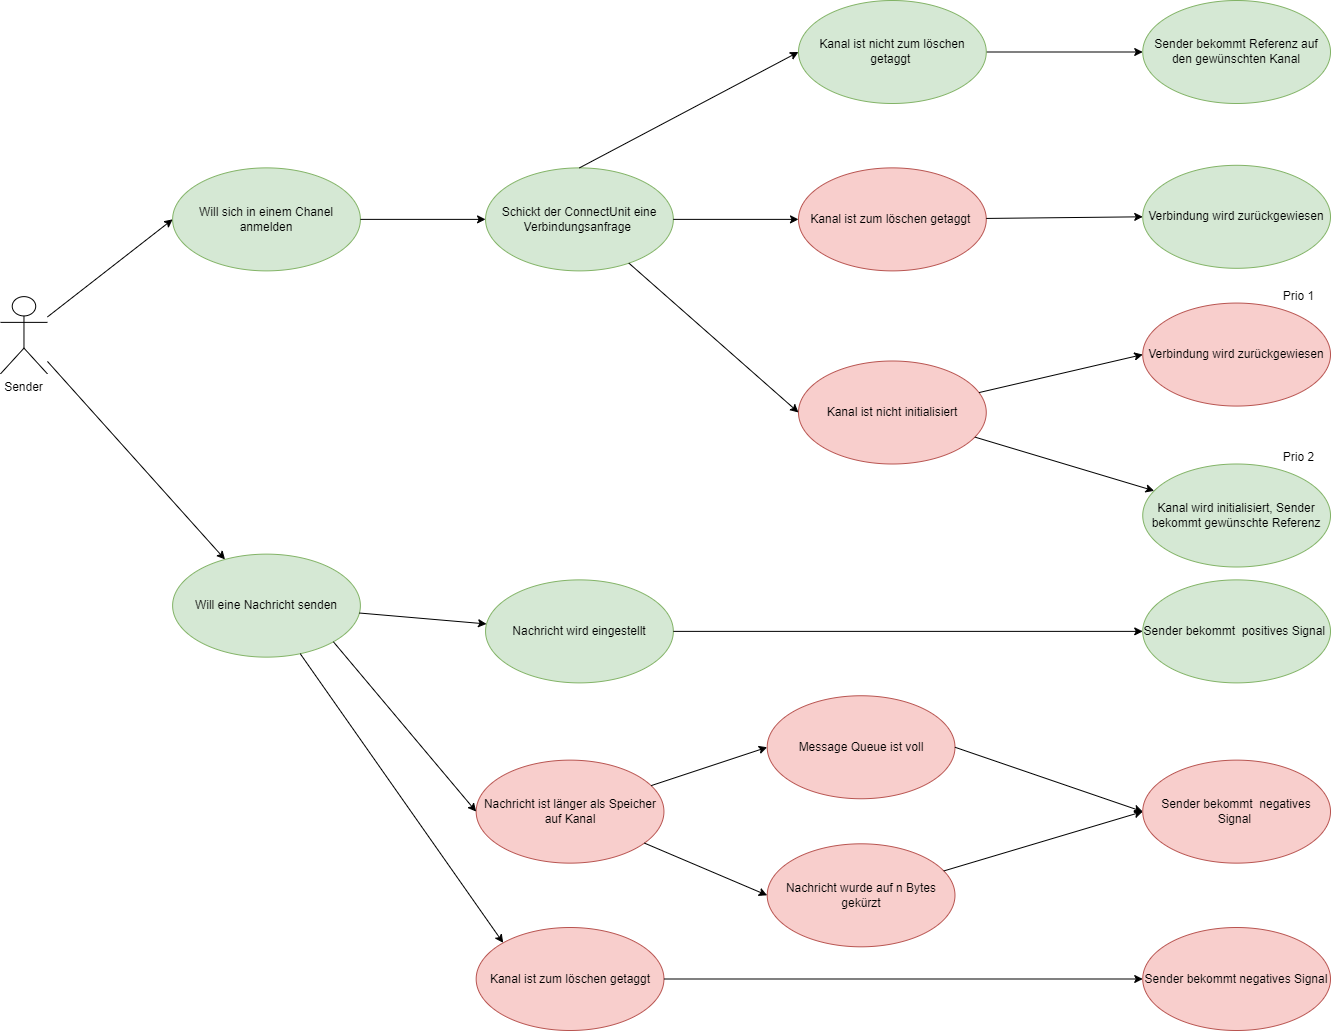 Kanal ist nicht zum löschen
getaggt
Sender bekommt Referenz auf
den gewünschten Kanal
Will sich in einem Chanel
anmelden
Schickt der ConnectUnit eine
Verbindungsanfrage
Kanal ist zum löschen getaggt
Verbindung wird zurückgewiesen
Prio 1
Verbindung wird zurückgewiesen
Sender
Kanal ist nicht initialisiert
Prio 2
Kanal wird initialisiert, Sender
bekommt gewünschte Referenz
Will eine Nachricht senden
Nachricht wird eingestellt
Sender bekommt  positives Signal
Message Queue ist voll
Nachricht ist länger als Speicher
auf Kanal
Sender bekommt  negatives
Signal
Nachricht wurde auf n Bytes
gekürzt
Kanal ist zum löschen getaggt
Sender bekommt negatives Signal